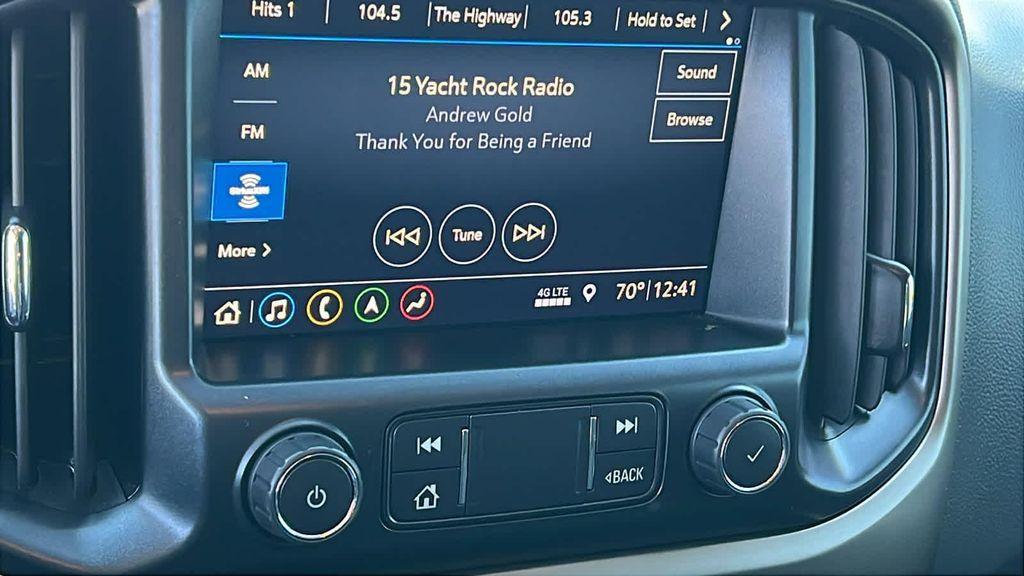 Hits 1 | 104.5 | The Highway | 105.3 | Hold to Set | >
AM
15 Yacht Rock Radio
Sound
Andrew Gold
Browse
FM
Thank You for Being a Friend
SiriusXM
Tune
More >
4G LTE
70° | 12:41
BACK